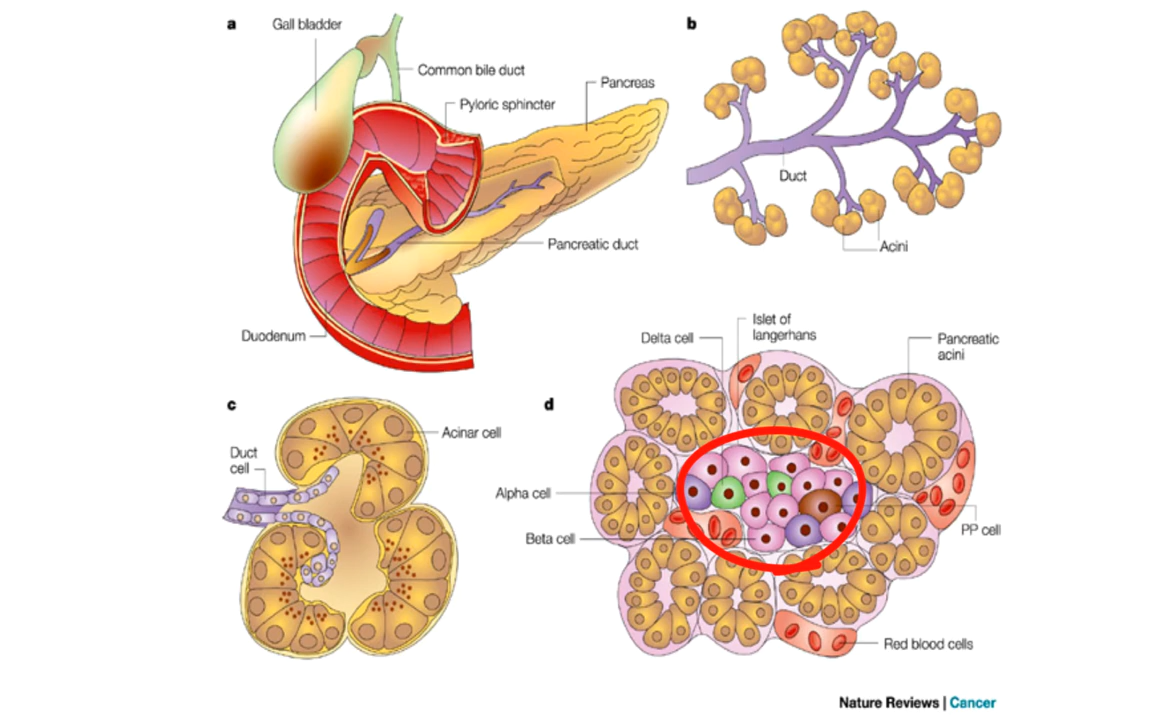 a
Gall bladder
Common bile duct
Pyloric sphincter
Pancreas
Pancreatic duct
Duodenum
b
Duct
Acini
c
Acinar cell
Duct
cell
d
Delta cell
Islet of
langerhans
Pancreatic
acini
Alpha cell
Beta cell
PP cell
Red blood cells
Nature Reviews | Cancer